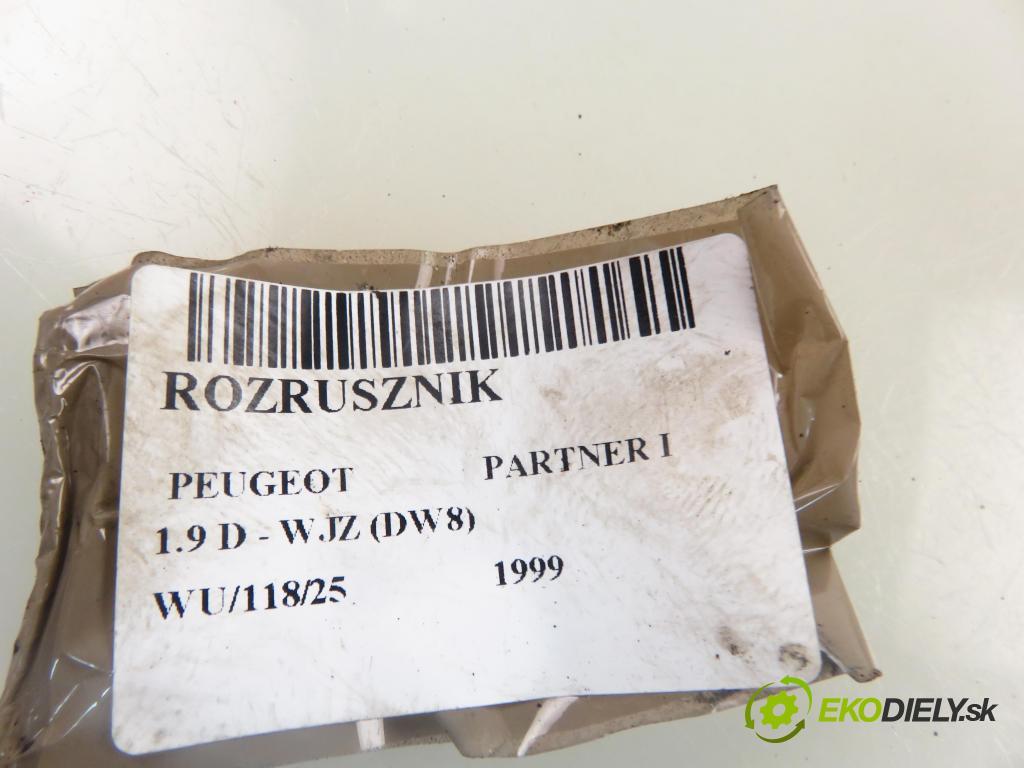 ROZRUSZNIK
PEUGEOT PARTNER I
1.9 D - WJZ (DW8)
WU/118/25 1999
EKODIELY.sk